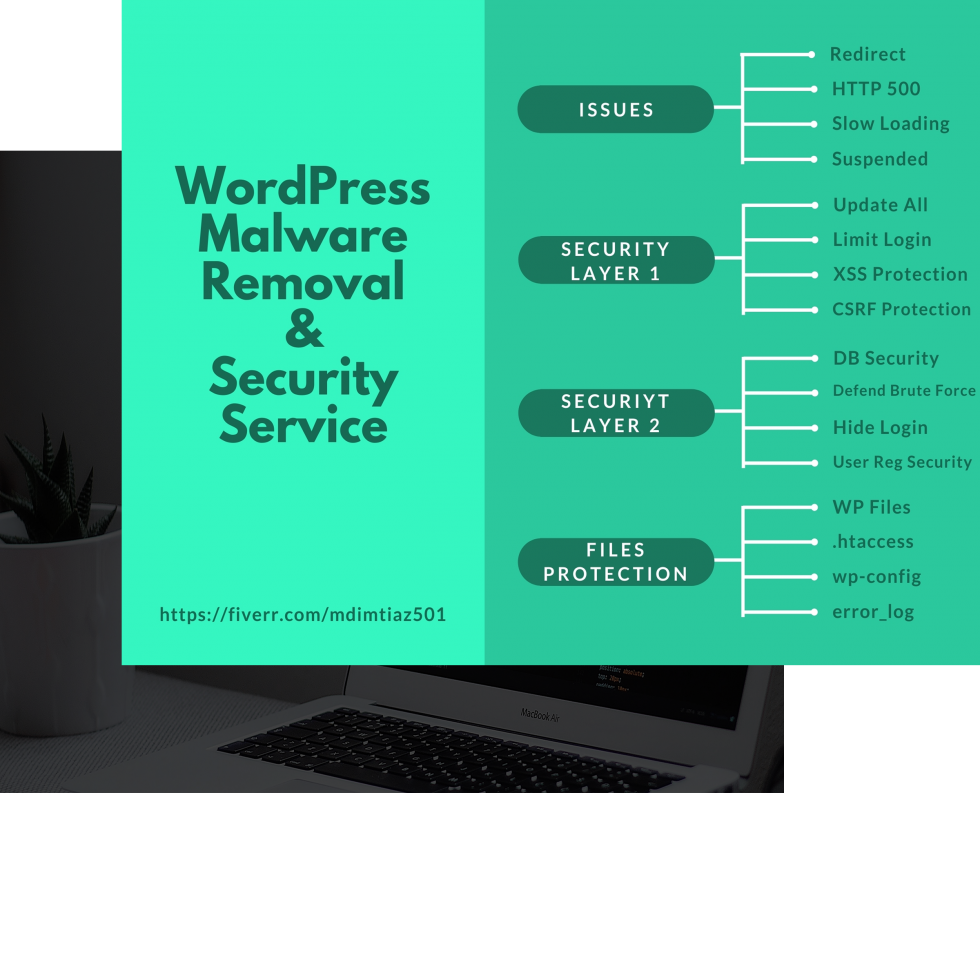 WordPress
Malware
Removal
&
Security
Service
https://fiverr.com/mdimtiaz501
ISSUES
Redirect
HTTP 500
Slow Loading
Suspended
SECURITY
LAYER 1
Update All
Limit Login
XSS Protection
CSRF Protection
SECURIYT
LAYER 2
DB Security
Defend Brute Force
Hide Login
User Reg Security
FILES
PROTECTION
WP Files
.htaccess
wp-config
error_log
MacBook Air